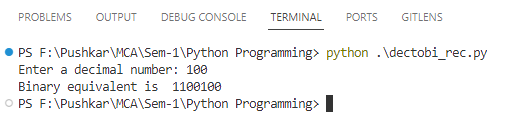 PROBLEMS OUTPUT DEBUG CONSOLE TERMINAL PORTS GITLENS
PS F:\Pushkar\MCA\Sem-1\Python Programming> python .\dectobi_rec.py
Enter a decimal number: 100
Binary equivalent is  1100100
PS F:\Pushkar\MCA\Sem-1\Python Programming>